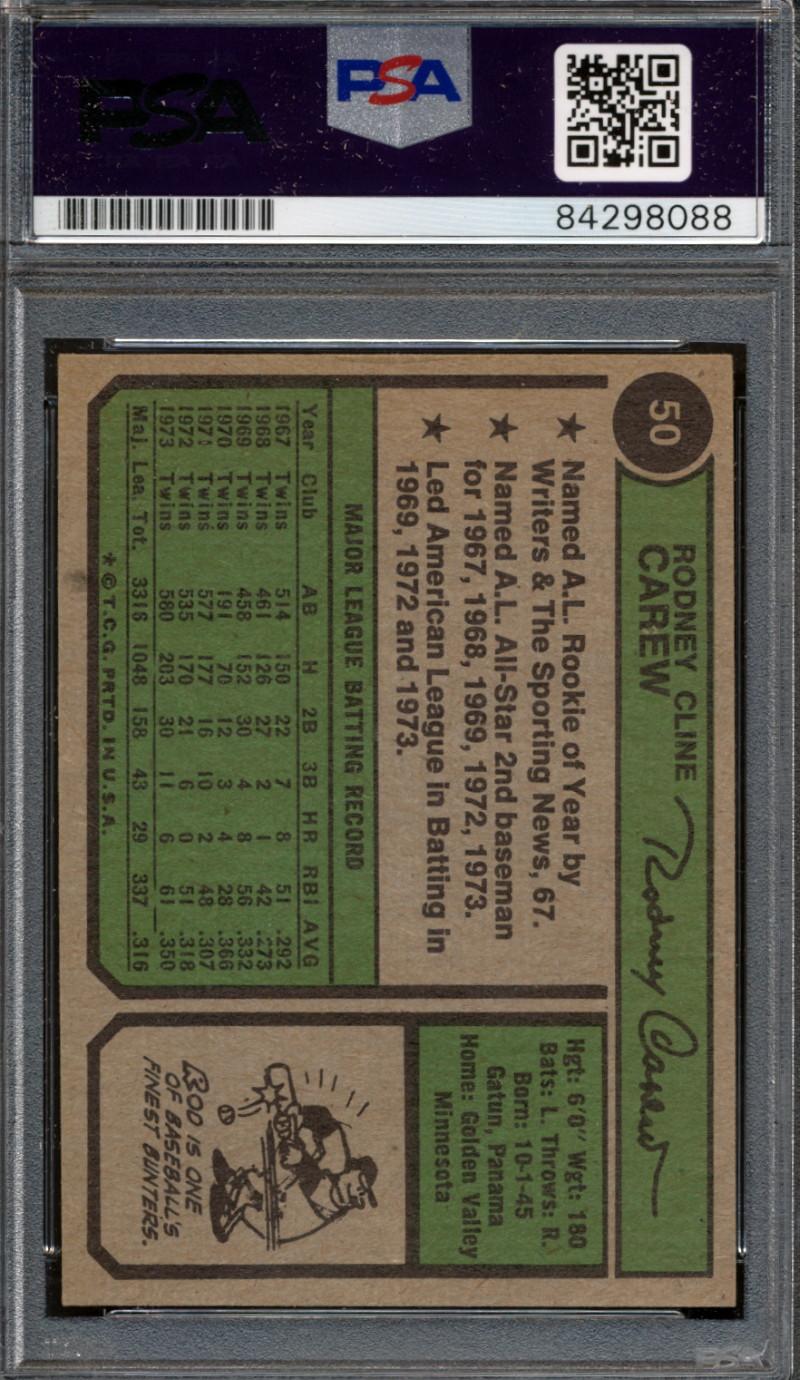 PSA
PSA
84298088
50
RODNEY CLINE
CAREW
Rodney Carew
★ Named A.L. Rookie of Year by
Writers & The Sporting News, 67.
★ Named A.L. All-Star 2nd baseman
for 1967, 1968, 1969, 1972, 1973.
★ Led American League in Batting in
1969, 1972 and 1973.
MAJOR LEAGUE BATTING RECORD
Year Club AB H 2B 3B HR RBI AVG
1967 Twins 514 150 22 7 8 51 .292
1968 Twins 461 126 27 2 1 42 .273
1969 Twins 458 152 30 4 8 56 .332
1970 Twins 191 70 12 3 4 28 .366
1971 Twins 577 177 16 10 2 48 .307
1972 Twins 535 170 21 6 0 51 .318
1973 Twins 580 203 30 11 6 61 .350
Maj. Lea. Tot. 3316 1048 158 43 29 337 .316
* © T.C.G. PRTD. IN U.S.A.
Hgt: 6'0" Wgt: 180
Bats: L. Throws: R.
Born: 10-1-45
Gatun, Panama
Home: Golden Valley
Minnesota
ROD IS ONE
OF BASEBALL'S
FINEST BUNTERS.
PSA